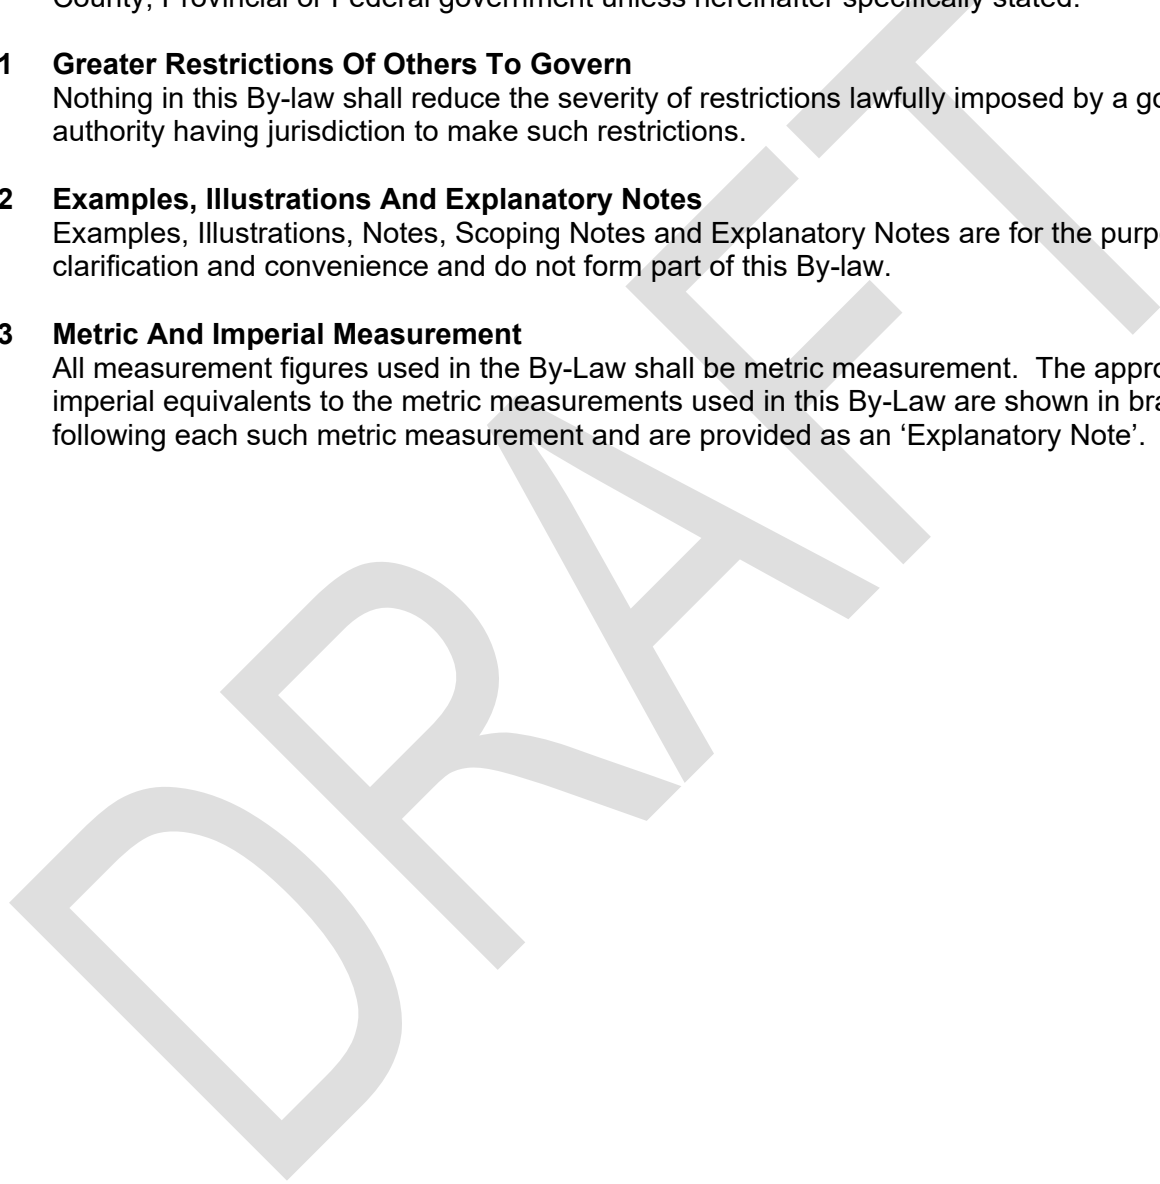 County, Provincial or Federal government unless hereinafter specifically stated.
1 Greater Restrictions Of Others To Govern
Nothing in this By-law shall reduce the severity of restrictions lawfully imposed by a go
authority having jurisdiction to make such restrictions.
2 Examples, Illustrations And Explanatory Notes
Examples, Illustrations, Notes, Scoping Notes and Explanatory Notes are for the purp
clarification and convenience and do not form part of this By-law.
3 Metric And Imperial Measurement
All measurement figures used in the By-Law shall be metric measurement.  The appro
imperial equivalents to the metric measurements used in this By-Law are shown in bra
following each such metric measurement and are provided as an ‘Explanatory Note’.
DRAFT